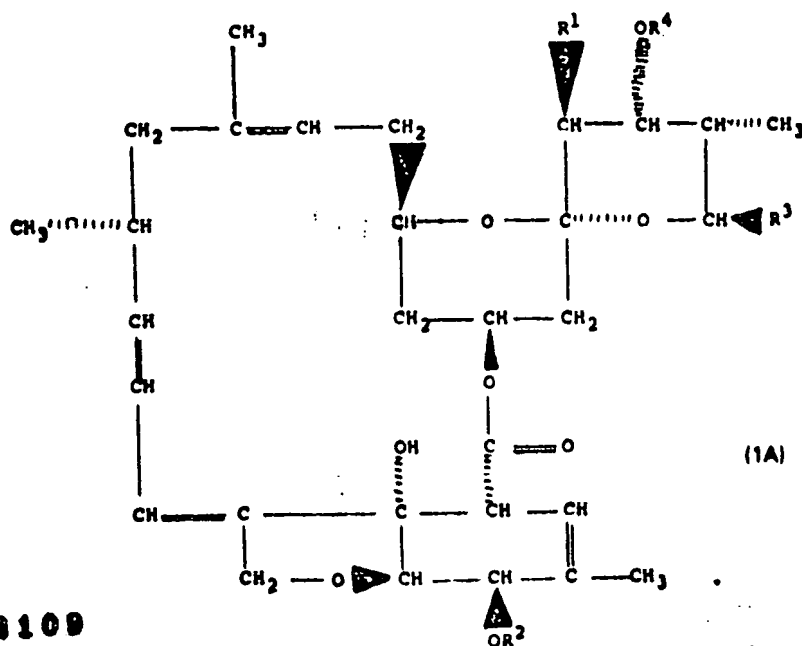 R¹ OR⁴
CH₃
CH₂ — C = CH — CH₂ CH — CH — CH ····· CH₃
CH₃ ···· O ···· CH CH — O — C ····· O — CH R³
CH CH₂ — CH — CH₂
CH O
OH C = O (1A)
CH = C — C — CH — CH
CH₂ — O CH — CH — C — CH₃
OR²
109